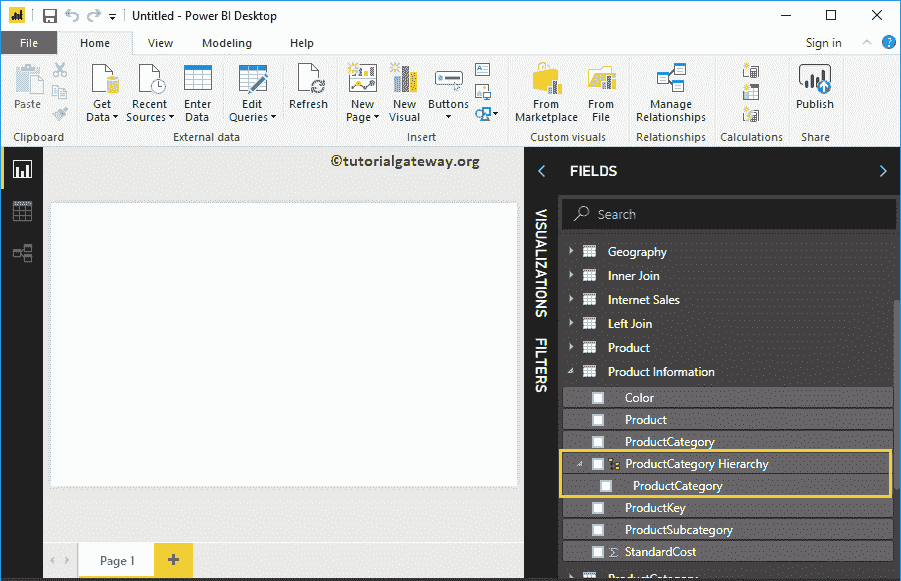 Untitled - Power BI Desktop
File Home View Modeling Help Sign in
Paste
Get Data
Recent Sources
Enter Data
Edit Queries
Refresh
New Page
New Visual
Buttons
From Marketplace
From File
Manage Relationships
Publish
Clipboard External data Insert Custom visuals Relationships Calculations Share
©tutorialgateway.org
VISUALIZATIONS
FILTERS
FIELDS
Search
Geography
Inner Join
Internet Sales
Left Join
Product
Product Information
Color
Product
ProductCategory
ProductCategory Hierarchy
ProductCategory
ProductKey
ProductSubcategory
Σ StandardCost
ProductCategory
Page 1 +